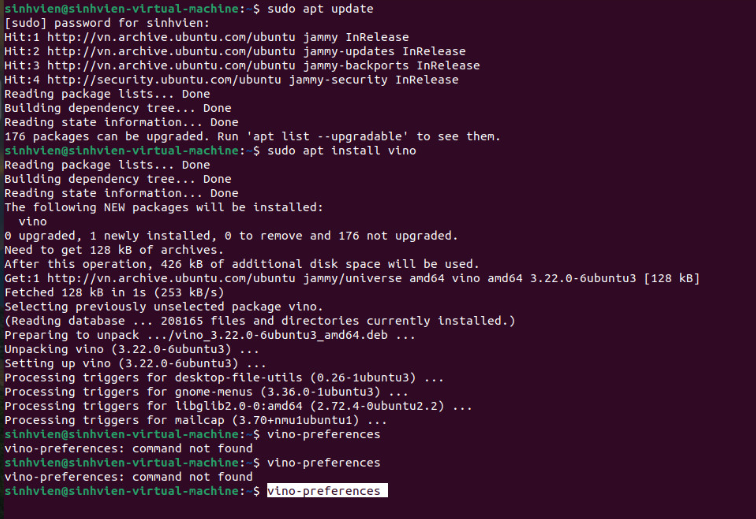 sinhvien@sinhvien-virtual-machine:~$ sudo apt update
[sudo] password for sinhvien:
Hit:1 http://vn.archive.ubuntu.com/ubuntu jammy InRelease
Hit:2 http://vn.archive.ubuntu.com/ubuntu jammy-updates InRelease
Hit:3 http://vn.archive.ubuntu.com/ubuntu jammy-backports InRelease
Hit:4 http://security.ubuntu.com/ubuntu jammy-security InRelease
Reading package lists... Done
Building dependency tree... Done
Reading state information... Done
176 packages can be upgraded. Run 'apt list --upgradable' to see them.
sinhvien@sinhvien-virtual-machine:~$ sudo apt install vino
Reading package lists... Done
Building dependency tree... Done
Reading state information... Done
The following NEW packages will be installed:
  vino
0 upgraded, 1 newly installed, 0 to remove and 176 not upgraded.
Need to get 128 kB of archives.
After this operation, 426 kB of additional disk space will be used.
Get:1 http://vn.archive.ubuntu.com/ubuntu jammy/universe amd64 vino amd64 3.22.0-6ubuntu3 [128 kB]
Fetched 128 kB in 1s (253 kB/s)
Selecting previously unselected package vino.
(Reading database ... 208165 files and directories currently installed.)
Preparing to unpack .../vino_3.22.0-6ubuntu3_amd64.deb ...
Unpacking vino (3.22.0-6ubuntu3) ...
Setting up vino (3.22.0-6ubuntu3) ...
Processing triggers for desktop-file-utils (0.26-1ubuntu3) ...
Processing triggers for gnome-menus (3.36.0-1ubuntu3) ...
Processing triggers for libglib2.0-0:amd64 (2.72.4-0ubuntu2.2) ...
Processing triggers for mailcap (3.70+nmu1ubuntu1) ...
sinhvien@sinhvien-virtual-machine:~$ vino-preferences
vino-preferences: command not found
sinhvien@sinhvien-virtual-machine:~$ vino-preferences
vino-preferences: command not found
sinhvien@sinhvien-virtual-machine:~$ vino-preferences